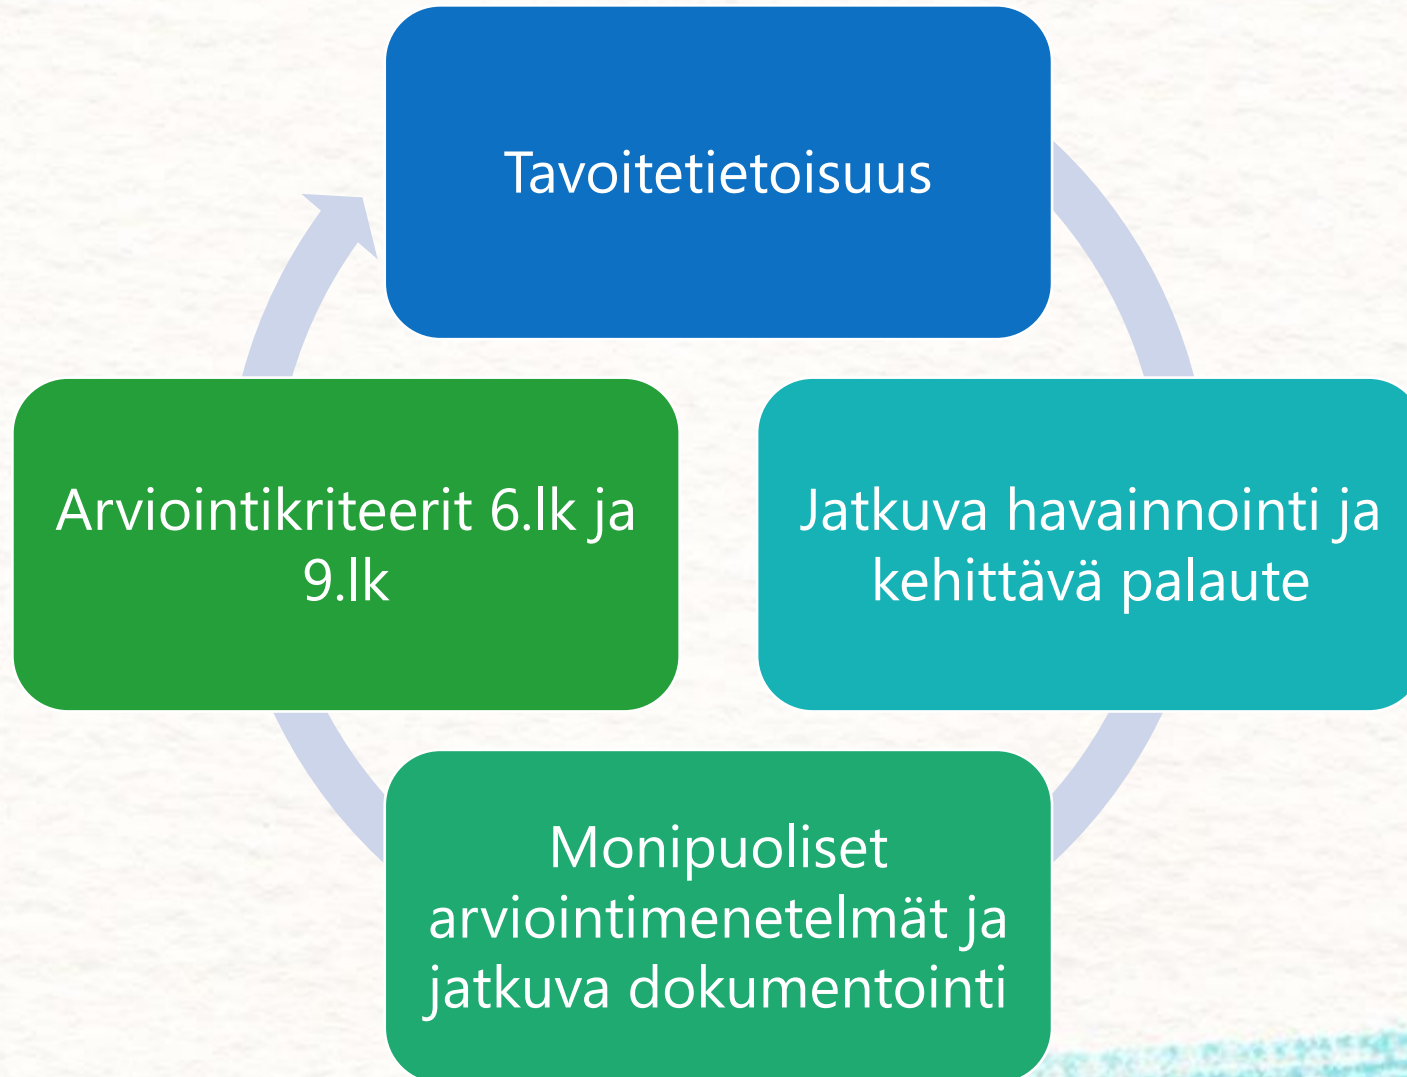 Tavoitetietoisuus
Jatkuva havainnointi ja
kehittävä palaute
Monipuoliset
arviointimenetelmät ja
jatkuva dokumentointi
Arviointikriteerit 6.lk ja
9.lk